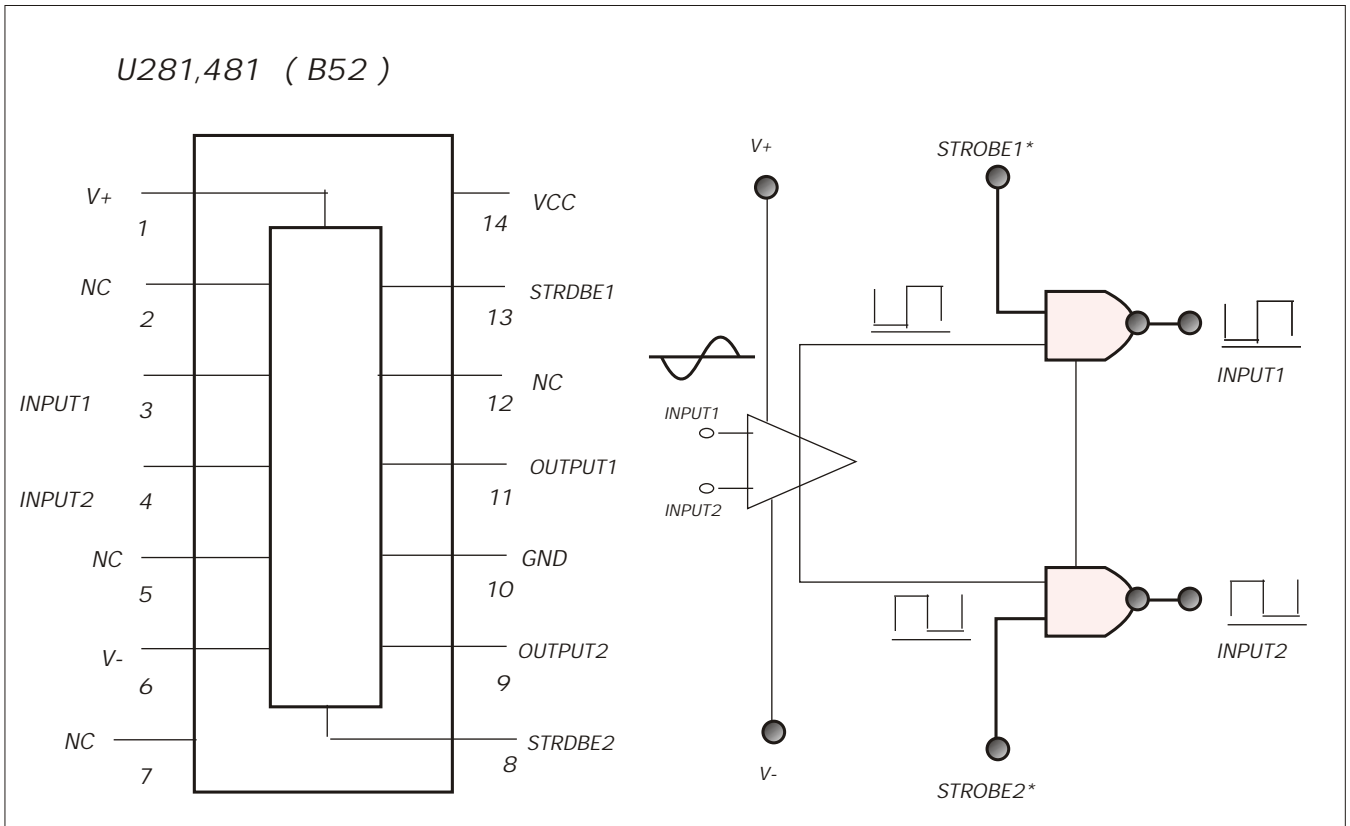 U281,481 ( B52 )
V+
1
NC
2
INPUT1
3
INPUT2
4
NC
5
V-
6
NC
7
VCC
14
STRDBE1
13
NC
12
OUTPUT1
11
GND
10
OUTPUT2
9
STRDBE2
8
V+
STROBE1*
INPUT1
INPUT1
INPUT2
INPUT2
V-
STROBE2*